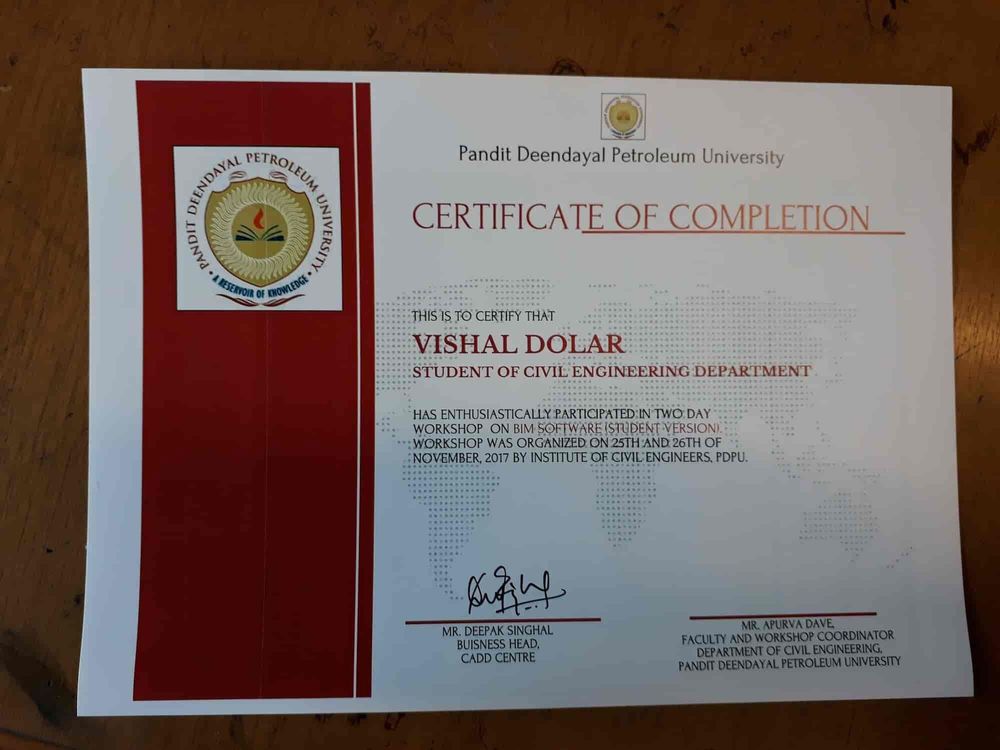 PANDIT DEENDAYAL PETROLEUM UNIVERSITY
A RESERVOIR OF KNOWLEDGE
Pandit Deendayal Petroleum University
CERTIFICATE OF COMPLETION
THIS IS TO CERTIFY THAT
VISHAL DOLAR
STUDENT OF CIVIL ENGINEERING DEPARTMENT
HAS ENTHUSIASTICALLY PARTICIPATED IN TWO DAY
WORKSHOP ON BIM SOFTWARE (STUDENT VERSION).
WORKSHOP WAS ORGANIZED ON 25TH AND 26TH OF
NOVEMBER, 2017 BY INSTITUTE OF CIVIL ENGINEERS, PDPU.
MR. DEEPAK SINGHAL
BUISNESS HEAD,
CADD CENTRE
MR. APURVA DAVE,
FACULTY AND WORKSHOP COORDINATOR
DEPARTMENT OF CIVIL ENGINEERING,
PANDIT DEENDAYAL PETROLEUM UNIVERSITY